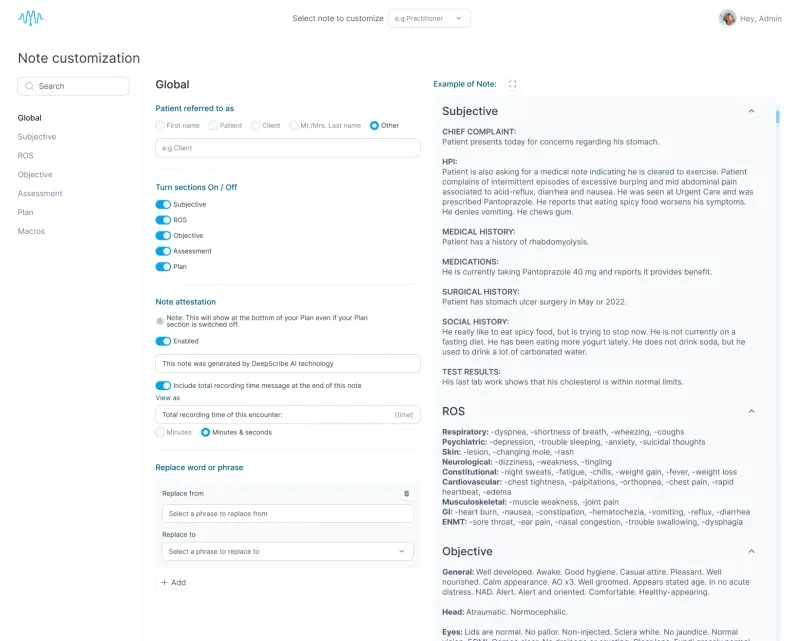 Select note to customize
e.g Practitioner
Hey, Admin
Note customization
Search
Global
Subjective
ROS
Objective
Assessment
Plan
Macros
Global
Patient referred to as
First name
Patient
Client
Mr./Mrs. Last name
Other
e.g.Client
Turn sections On / Off
Subjective
ROS
Objective
Assessment
Plan
Note attestation
Note: This will show at the bottom of your Plan even if your Plan
section is switched off.
Enabled
This note was generated by DeepScribe AI technology
Include total recording time message at the end of this note
View as
Total recording time of this encounter:
[time]
Minutes
Minutes & seconds
Replace word or phrase
Replace from
Select a phrase to replace from
Replace to
Select a phrase to replace to
+ Add
Example of Note:
Subjective
CHIEF COMPLAINT:
Patient presents today for concerns regarding his stomach.
HPI:
Patient is also asking for a medical note indicating he is cleared to exercise. Patient
complains of intermittent episodes of excessive burping and mid abdominal pain
associated to acid-reflux, diarrhea and nausea. He was seen at Urgent Care and was
prescribed Pantoprazole. He reports that eating spicy food worsens his symptoms.
He denies vomiting. He chews gum.
MEDICAL HISTORY:
Patient has a history of rhabdomyolysis.
MEDICATIONS:
He is currently taking Pantoprazole 40 mg and reports it provides benefit.
SURGICAL HISTORY:
Patient has stomach ulcer surgery in May or 2022.
SOCIAL HISTORY:
He really like to eat spicy food, but is trying to stop now. He is not currently on a
fasting diet. He has been eating more yogurt lately. He does not drink soda, but he
used to drink a lot of carbonated water.
TEST RESULTS:
His last lab work shows that his cholesterol is within normal limits.
ROS
Respiratory: -dyspnea, -shortness of breath, -wheezing, -coughs
Psychiatric: -depression, -trouble sleeping, -anxiety, -suicidal thoughts
Skin: -lesion, -changing mole, -rash
Neurological: -dizziness, -weakness, -tingling
Constitutional: -night sweats, -fatigue, -chills, -weight gain, -fever, -weight loss
Cardiovascular: -chest tightness, -palpitations, -orthopnea, -chest pain, -rapid
heartbeat, -edema
Musculoskeletal: -muscle weakness, -joint pain
GI: -heart burn, -nausea, -constipation, -hematochezia, -vomiting, -reflux, -diarrhea
ENMT: -sore throat, -ear pain, -nasal congestion, -trouble swallowing, -dysphagia
Objective
General: Well developed. Awake. Good hygiene. Casual attire. Pleasant. Well
nourished. Calm appearance. AO x3. Well groomed. Appears stated age. In no acute
distress. NAD. Alert. Alert and oriented. Comfortable. Healthy-appearing.
Head: Atraumatic. Normocephalic.
Eyes: Lids are normal. No pallor. Non-injected. Sclera white. No jaundice. Normal